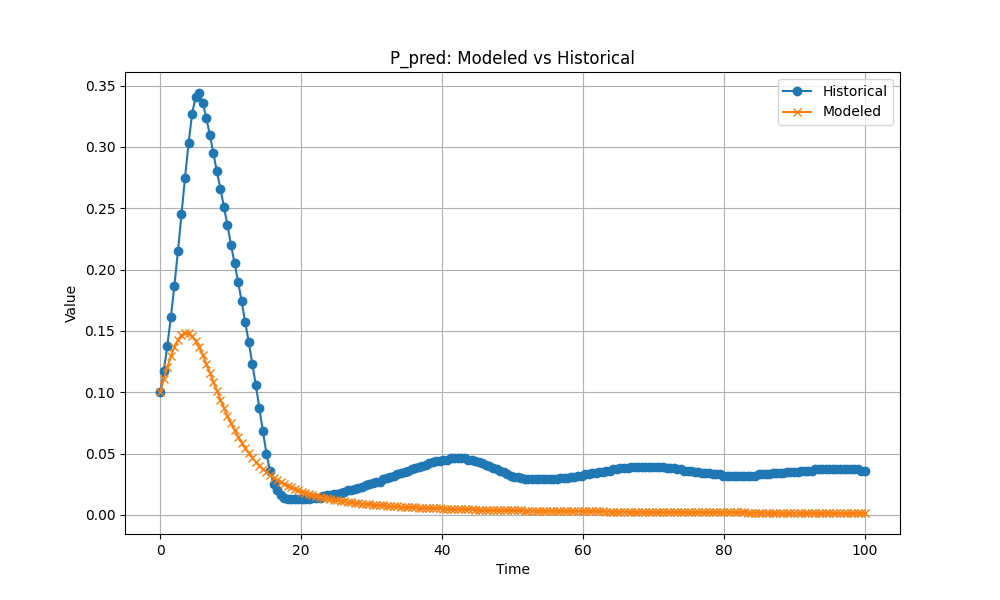 P_pred: Modeled vs Historical
Historical
Modeled
0.35
0.30
0.25
0.20
0.15
0.10
0.05
0.00
Value
0 20 40 60 80 100
Time